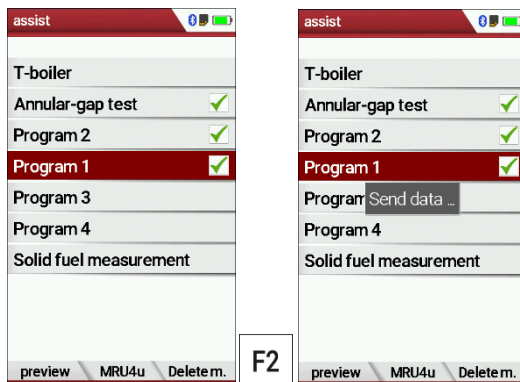 assist
T-boiler
Annular-gap test
Program 2
Program 1
Program 3
Program 4
Solid fuel measurement
preview MRU4u Delete m.
F2
assist
T-boiler
Annular-gap test
Program 2
Program 1
Program Send data ...
Program 4
Solid fuel measurement
preview MRU4u Delete m.